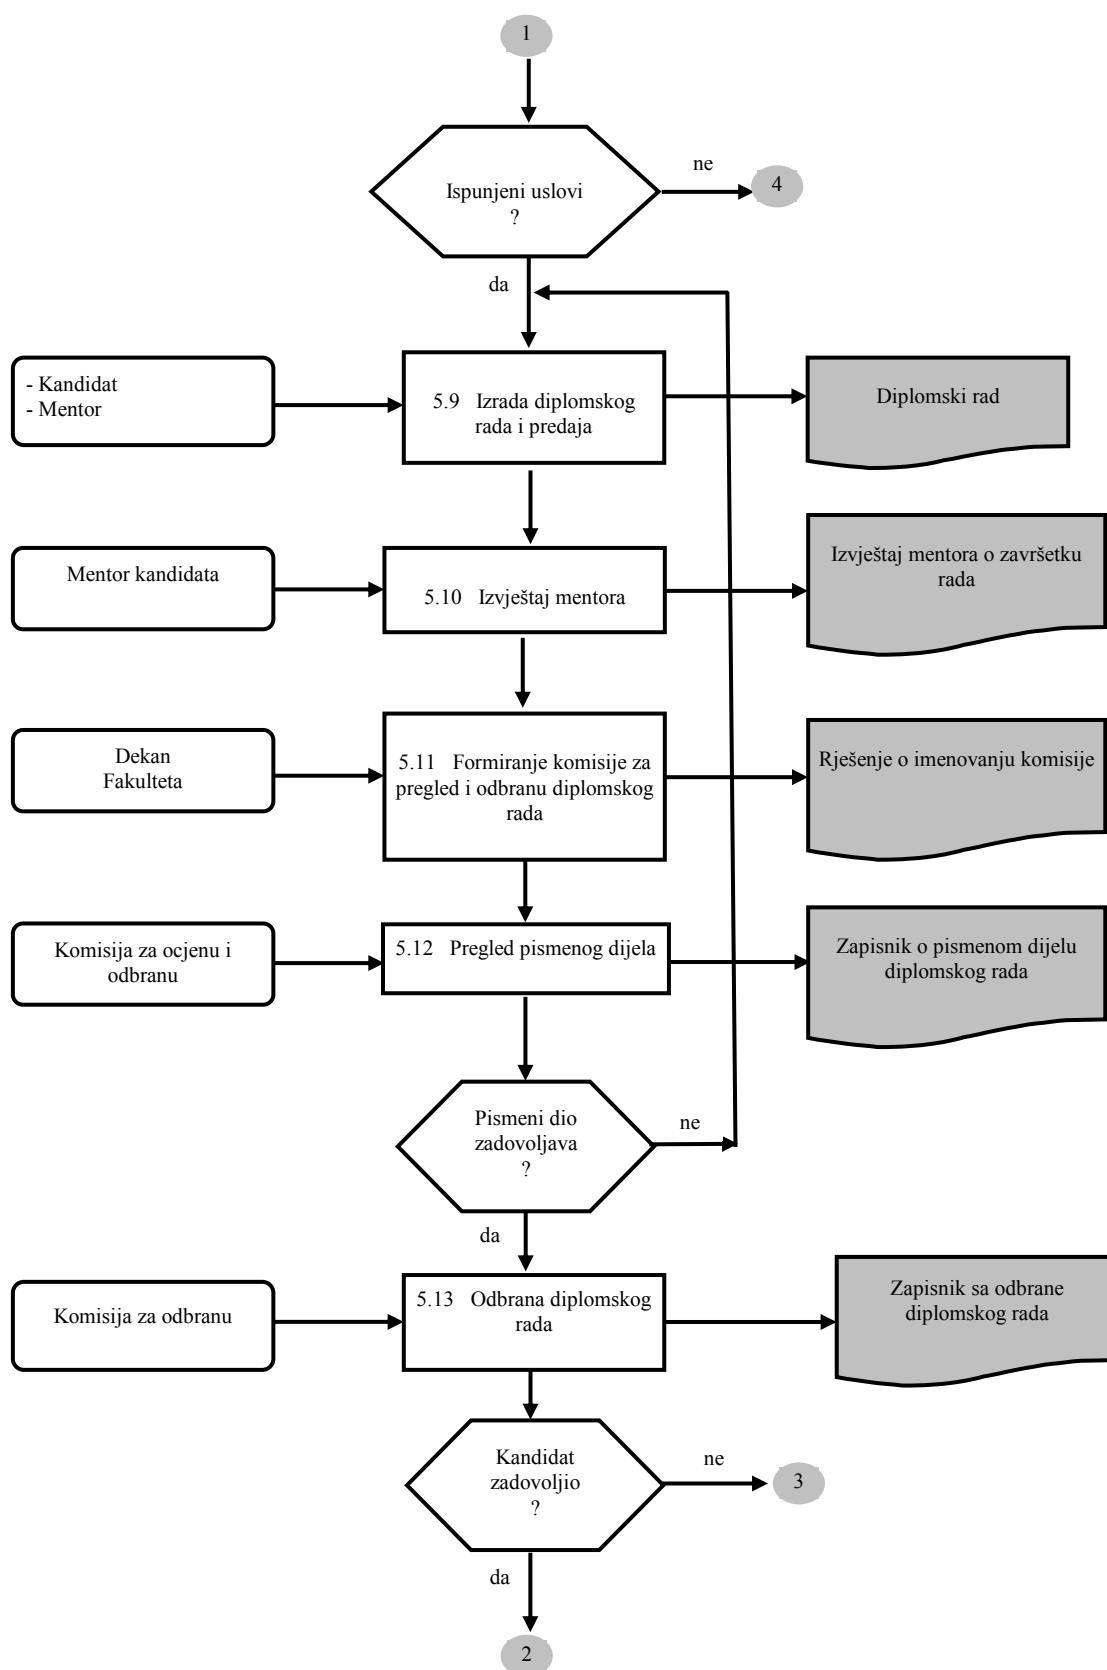 1
Ispunjeni uslovi
?
ne
4
da
- Kandidat
- Mentor
5.9 Izrada diplomskog
rada i predaja
Diplomski rad
Mentor kandidata
5.10 Izvještaj mentora
Izvještaj mentora o završetku
rada
Dekan
Fakulteta
5.11 Formiranje komisije za
pregled i odbranu diplomskog
rada
Rješenje o imenovanju komisije
Komisija za ocjenu i
odbranu
5.12 Pregled pismenog dijela
Zapisnik o pismenom dijelu
diplomskog rada
Pismeni dio
zadovoljava
?
ne
da
Komisija za odbranu
5.13 Odbrana diplomskog
rada
Zapisnik sa odbrane
diplomskog rada
Kandidat
zadovoljio
?
ne
3
da
2